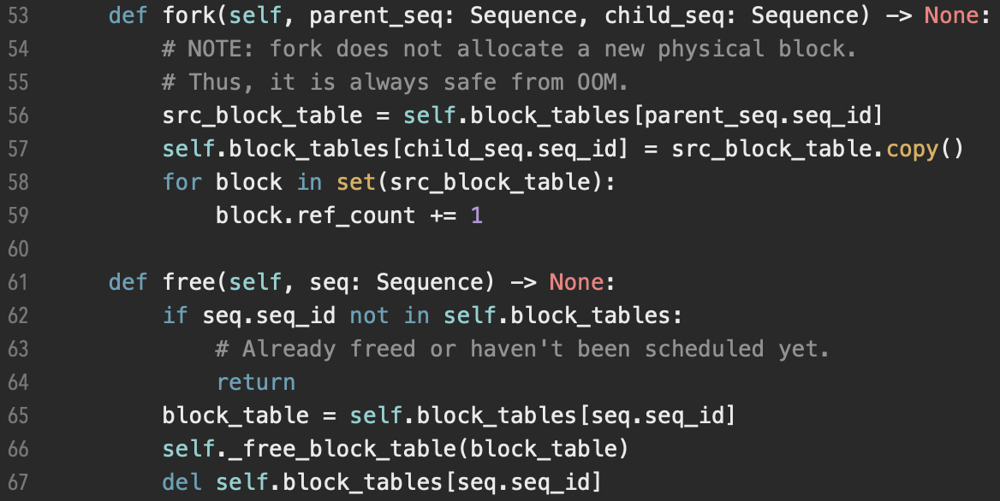 53 def fork(self, parent_seq: Sequence, child_seq: Sequence) -> None:
54 # NOTE: fork does not allocate a new physical block.
55 # Thus, it is always safe from OOM.
56 src_block_table = self.block_tables[parent_seq.seq_id]
57 self.block_tables[child_seq.seq_id] = src_block_table.copy()
58 for block in set(src_block_table):
59 block.ref_count += 1
60
61 def free(self, seq: Sequence) -> None:
62 if seq.seq_id not in self.block_tables:
63 # Already freed or haven't been scheduled yet.
64 return
65 block_table = self.block_tables[seq.seq_id]
66 self._free_block_table(block_table)
67 del self.block_tables[seq.seq_id]